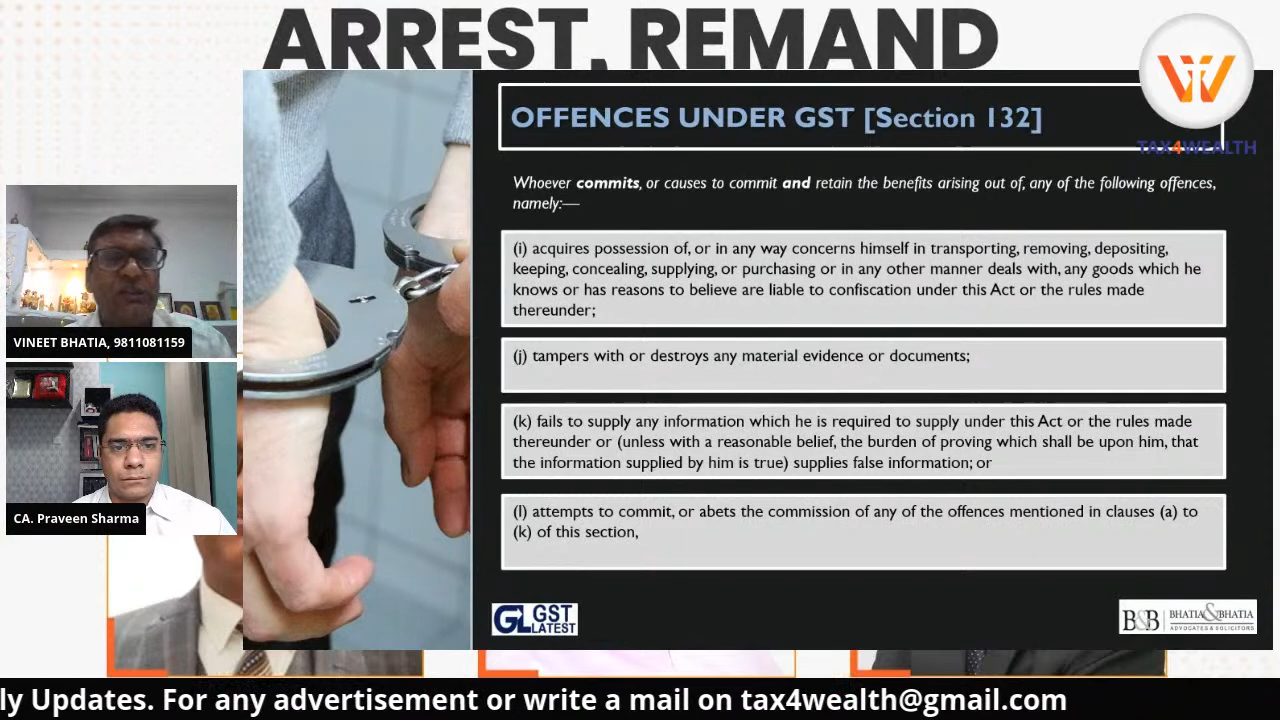 ARREST, REMAND
OFFENCES UNDER GST [Section 132]
TAX4WEALTH
Whoever commits, or causes to commit and retain the benefits arising out of, any of the following offences,
namely:—
(i) acquires possession of, or in any way concerns himself in transporting, removing, depositing,
keeping, concealing, supplying, or purchasing or in any other manner deals with, any goods which he
knows or has reasons to believe are liable to confiscation under this Act or the rules made
thereunder;
VINEET BHATIA, 9811081159
(j) tampers with or destroys any material evidence or documents;
(k) fails to supply any information which he is required to supply under this Act or the rules made
thereunder or (unless with a reasonable belief, the burden of proving which shall be upon him, that
the information supplied by him is true) supplies false information; or
CA. Praveen Sharma
(l) attempts to commit, or abets the commission of any of the offences mentioned in clauses (a) to
(k) of this section,
GL GST
LATEST
B&B BHATIA&BHATIA
ADVOCATES & SOLICITORS
ly Updates. For any advertisement or write a mail on tax4wealth@gmail.com